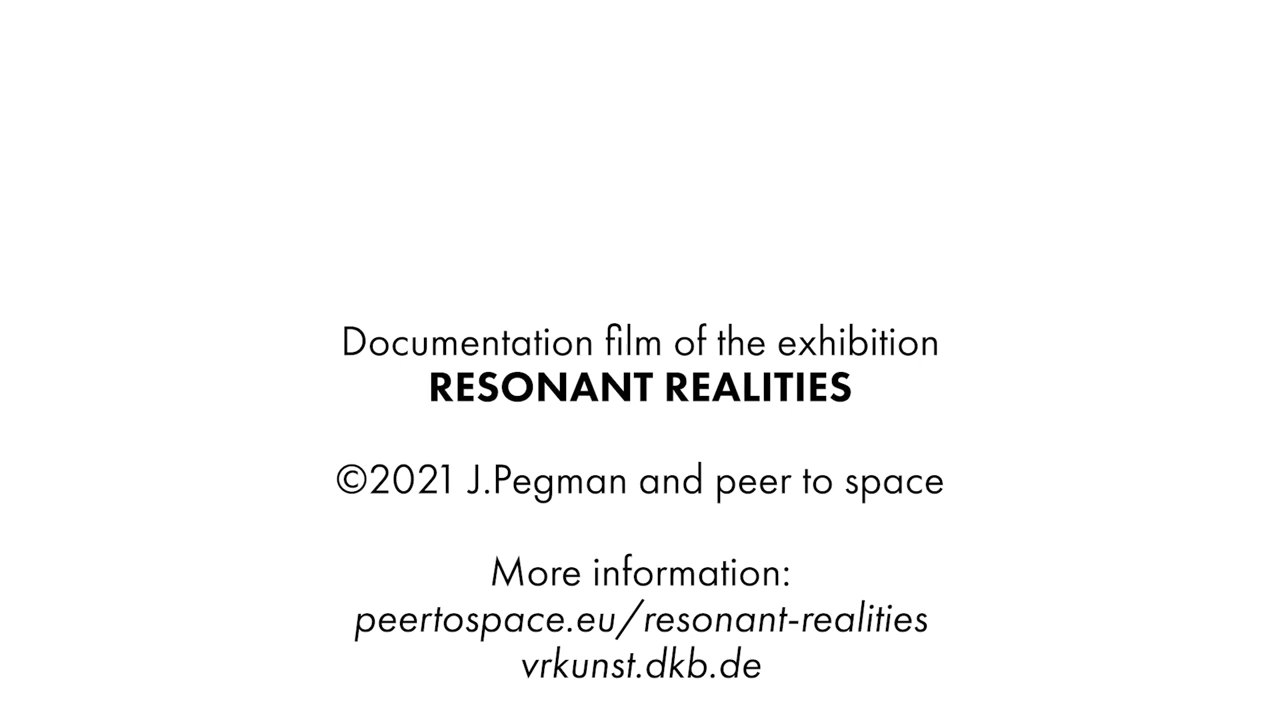 Documentation film of the exhibition
RESONANT REALITIES
©2021 J.Pegman and peer to space
More information:
peertospace.eu/resonant-realities
vrkunst.dkb.de